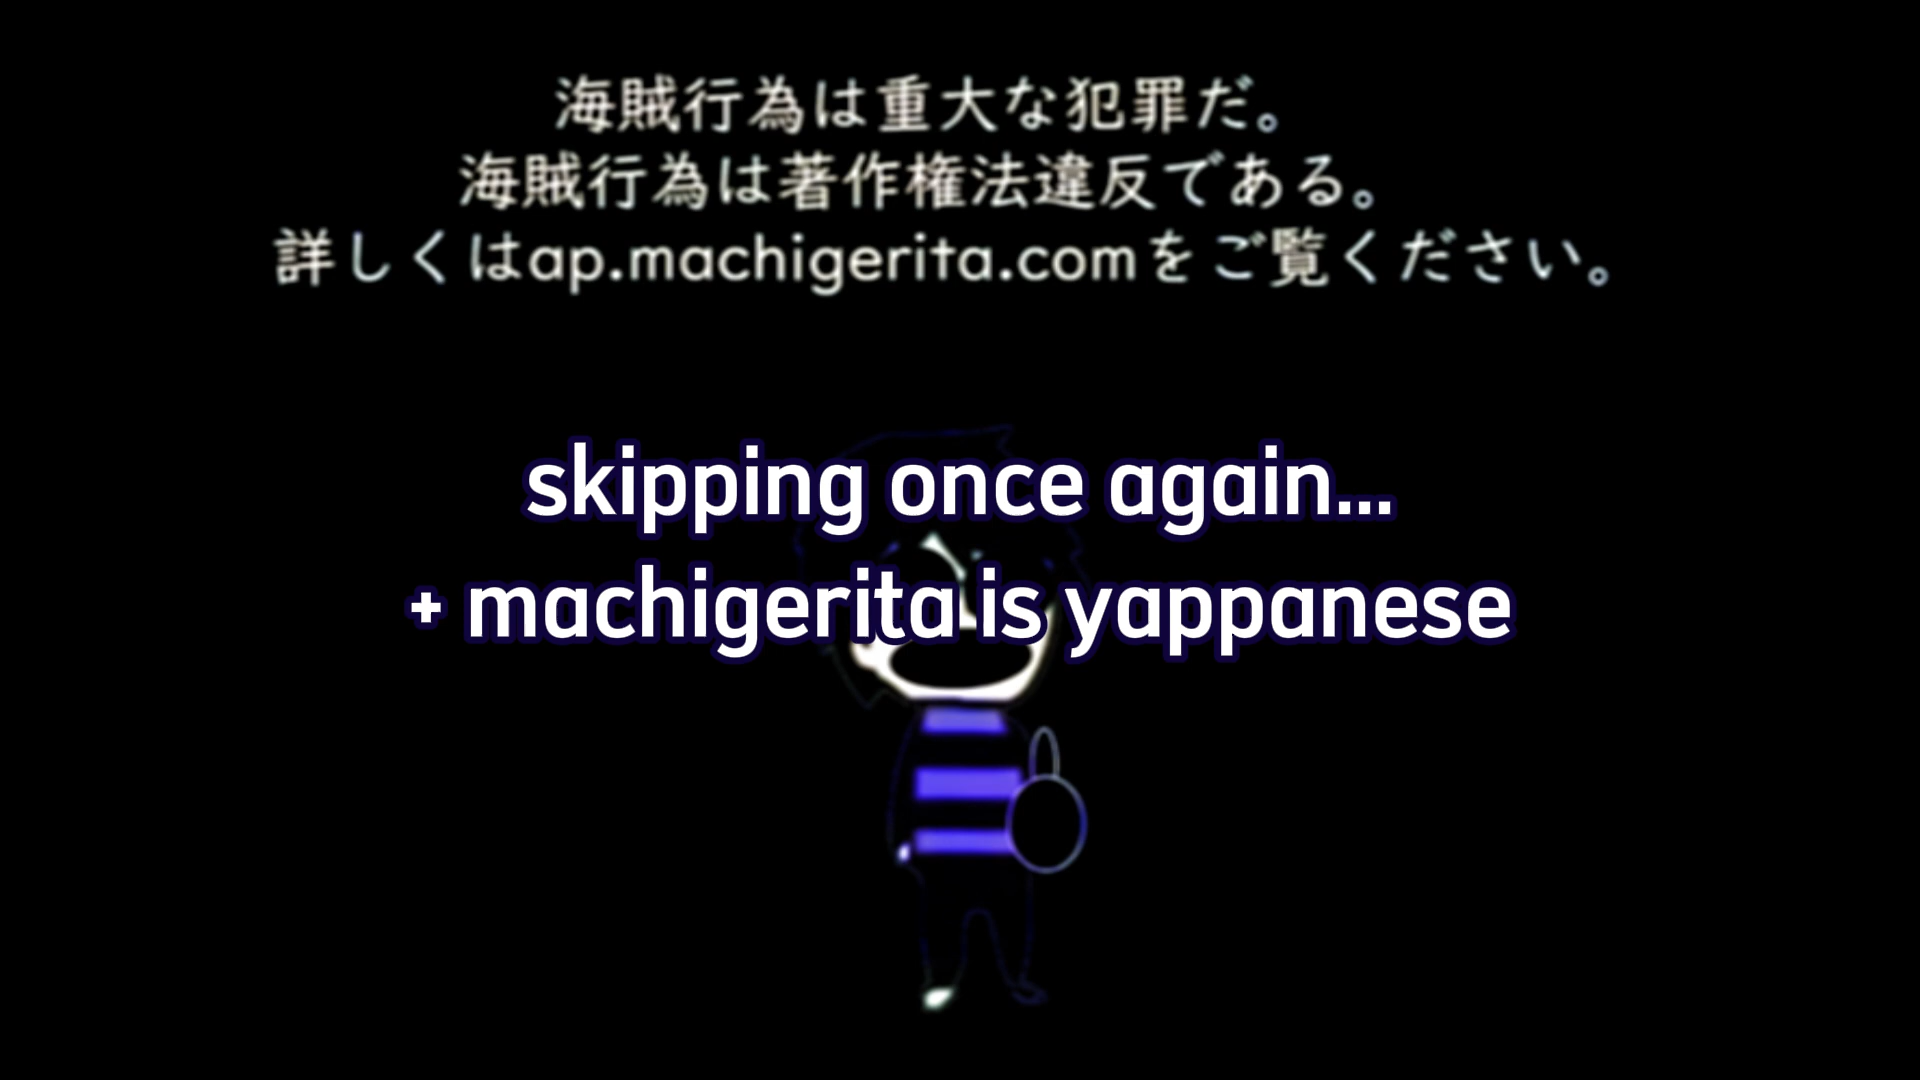 海賊行為は重大な犯罪だ。
海賊行為は著作権法違反である。
詳しくはap.machigerita.comをご覧ください。
skipping once again...
+ machigerita is yappanese